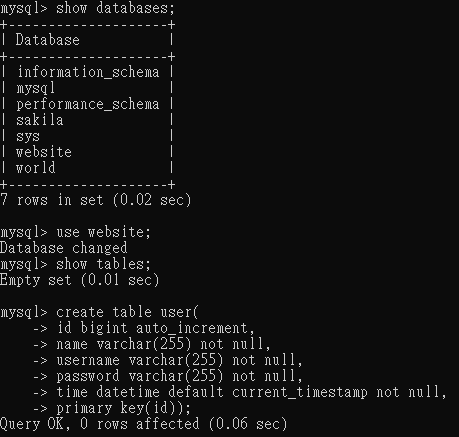 mysql> show databases;
+--------------------+
| Database           |
+--------------------+
| information_schema |
| mysql              |
| performance_schema |
| sakila             |
| sys                |
| website            |
| world              |
+--------------------+
7 rows in set (0.02 sec)
mysql> use website;
Database changed
mysql> show tables;
Empty set (0.01 sec)
mysql> create table user(
    -> id bigint auto_increment,
    -> name varchar(255) not null,
    -> username varchar(255) not null,
    -> password varchar(255) not null,
    -> time datetime default current_timestamp not null,
    -> primary key(id));
Query OK, 0 rows affected (0.06 sec)